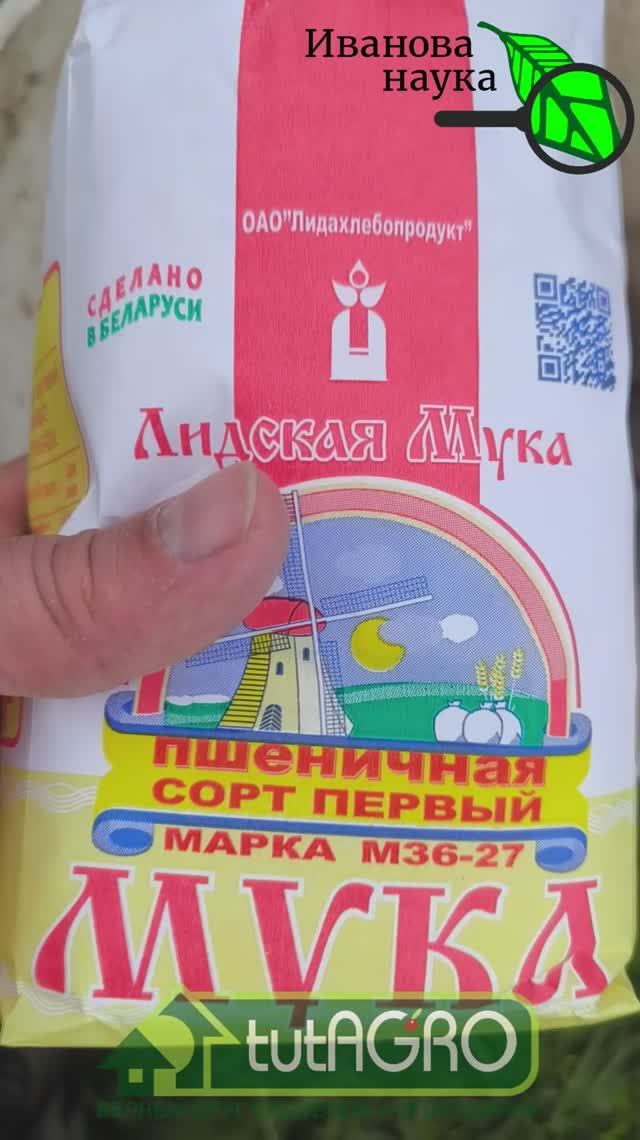 Иванова
наука
ОАО"Лидахлебопродукт"
СДЕЛАНО
В БЕЛАРУСИ
Лидская Мука
пшеничная
СОРТ ПЕРВЫЙ
МАРКА М36-27
МУКА
tutAGRO